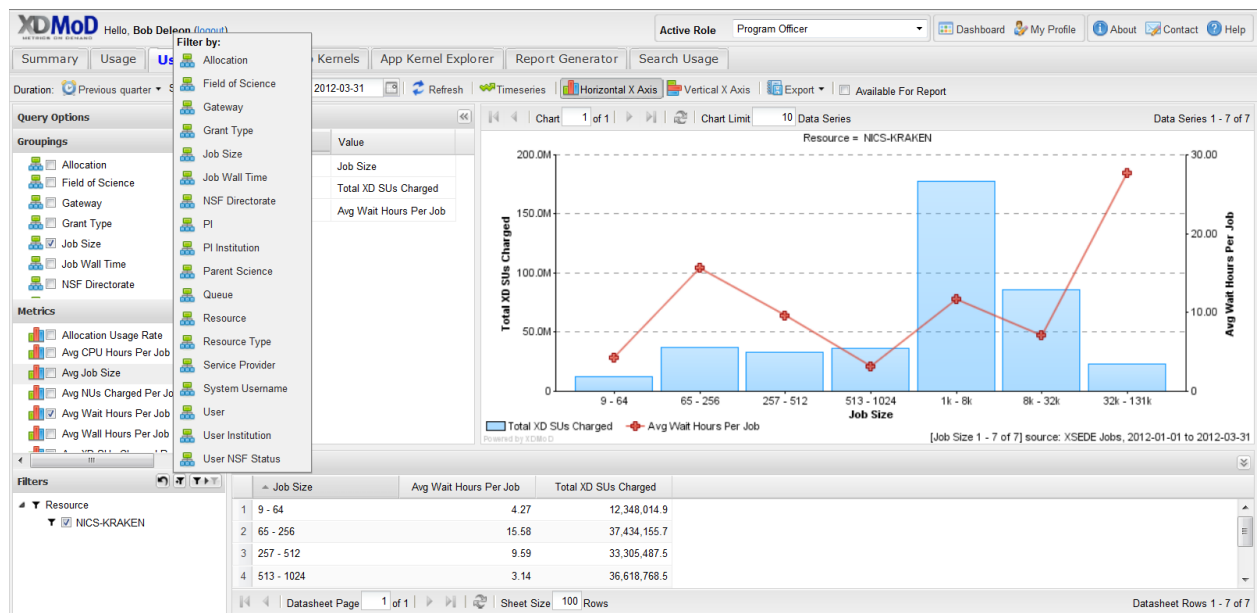 XDMoD
METRICS ON DEMAND
Hello, Bob Deleon (logout)
Active Role
Program Officer
Dashboard
My Profile
About
Contact
Help
Summary
Usage
Us
Kernels
App Kernel Explorer
Report Generator
Search Usage
Duration:
Previous quarter
S
2012-03-31
Refresh
Timeseries
Horizontal X Axis
Vertical X Axis
Export
Available For Report
Filter by:
Allocation
Field of Science
Gateway
Grant Type
Job Size
Job Wall Time
NSF Directorate
PI
PI Institution
Parent Science
Queue
Resource
Resource Type
Service Provider
System Username
User
User Institution
User NSF Status
Query Options
Groupings
Allocation
Field of Science
Gateway
Grant Type
Job Size
Job Wall Time
NSF Directorate
Metrics
Allocation Usage Rate
Avg CPU Hours Per Job
Avg Job Size
Avg NUs Charged Per Jo
Avg Wait Hours Per Job
Avg Wall Hours Per Job
Filters
Resource
NICS-KRAKEN
Value
Job Size
Total XD SUs Charged
Avg Wait Hours Per Job
Chart 1 of 1
Chart Limit 10 Data Series
Data Series 1 - 7 of 7
Resource = NICS-KRAKEN
200.0M
150.0M
100.0M
50.0M
0
Total XD SUs Charged
30.00
20.00
10.00
0
Avg Wait Hours Per Job
9 - 64
65 - 256
257 - 512
513 - 1024
1k - 8k
8k - 32k
32k - 131k
Job Size
Total XD SUs Charged
Avg Wait Hours Per Job
Powered by XDMoD
[Job Size 1 - 7 of 7] source: XSEDE Jobs, 2012-01-01 to 2012-03-31
Job Size Avg Wait Hours Per Job Total XD SUs Charged
1 9 - 64 4.27 12,348,014.9
2 65 - 256 15.58 37,434,155.7
3 257 - 512 9.59 33,305,487.5
4 513 - 1024 3.14 36,618,768.5
Datasheet Page 1 of 1
Sheet Size 100 Rows
Datasheet Rows 1 - 7 of 7